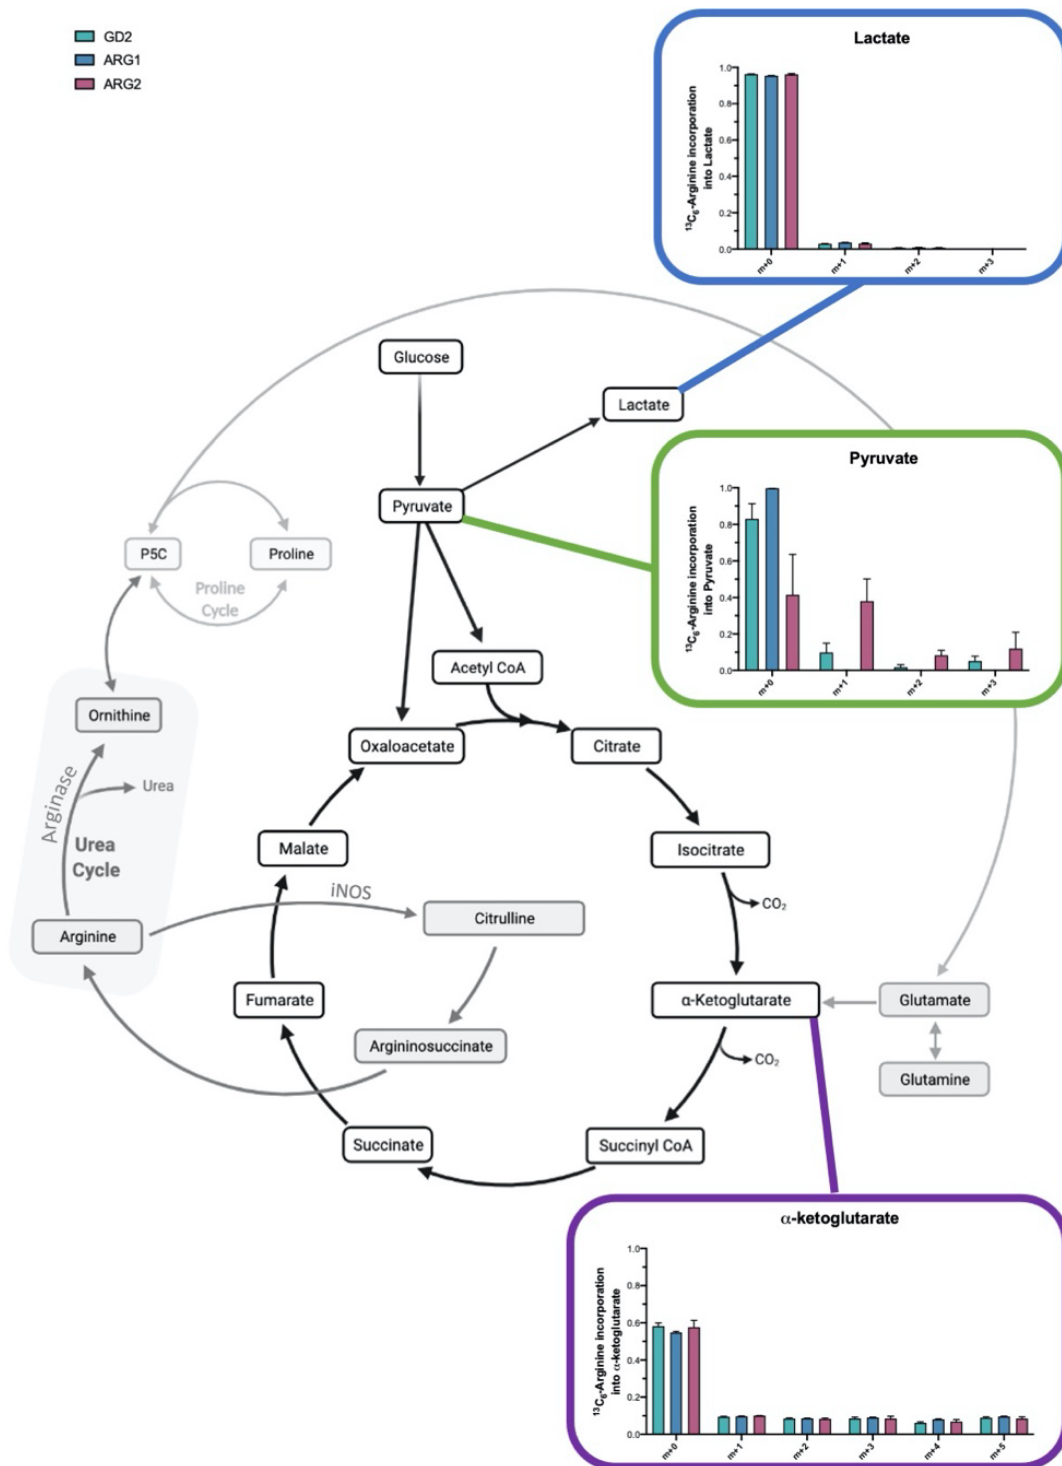 GD2
ARG1
ARG2
Lactate
¹³C₆-Arginine incorporation
into Lactate
1.0
0.8
0.6
0.4
0.2
0.0
m+0
m+1
m+2
m+3
Glucose
Lactate
Pyruvate
Pyruvate
¹³C₆-Arginine incorporation
into Pyruvate
1.0
0.8
0.6
0.4
0.2
0.0
m+0
m+1
m+2
m+3
P5C
Proline
Proline
Cycle
Acetyl CoA
Ornithine
Oxaloacetate
Citrate
Arginase
Urea
Urea
Cycle
Malate
Isocitrate
iNOS
CO₂
Arginine
Citrulline
Fumarate
α-Ketoglutarate
Glutamate
Argininosuccinate
CO₂
Glutamine
Succinate
Succinyl CoA
α-ketoglutarate
¹³C₆-Arginine incorporation
into α-ketoglutarate
1.0
0.8
0.6
0.4
0.2
0.0
m+0
m+1
m+2
m+3
m+4
m+5